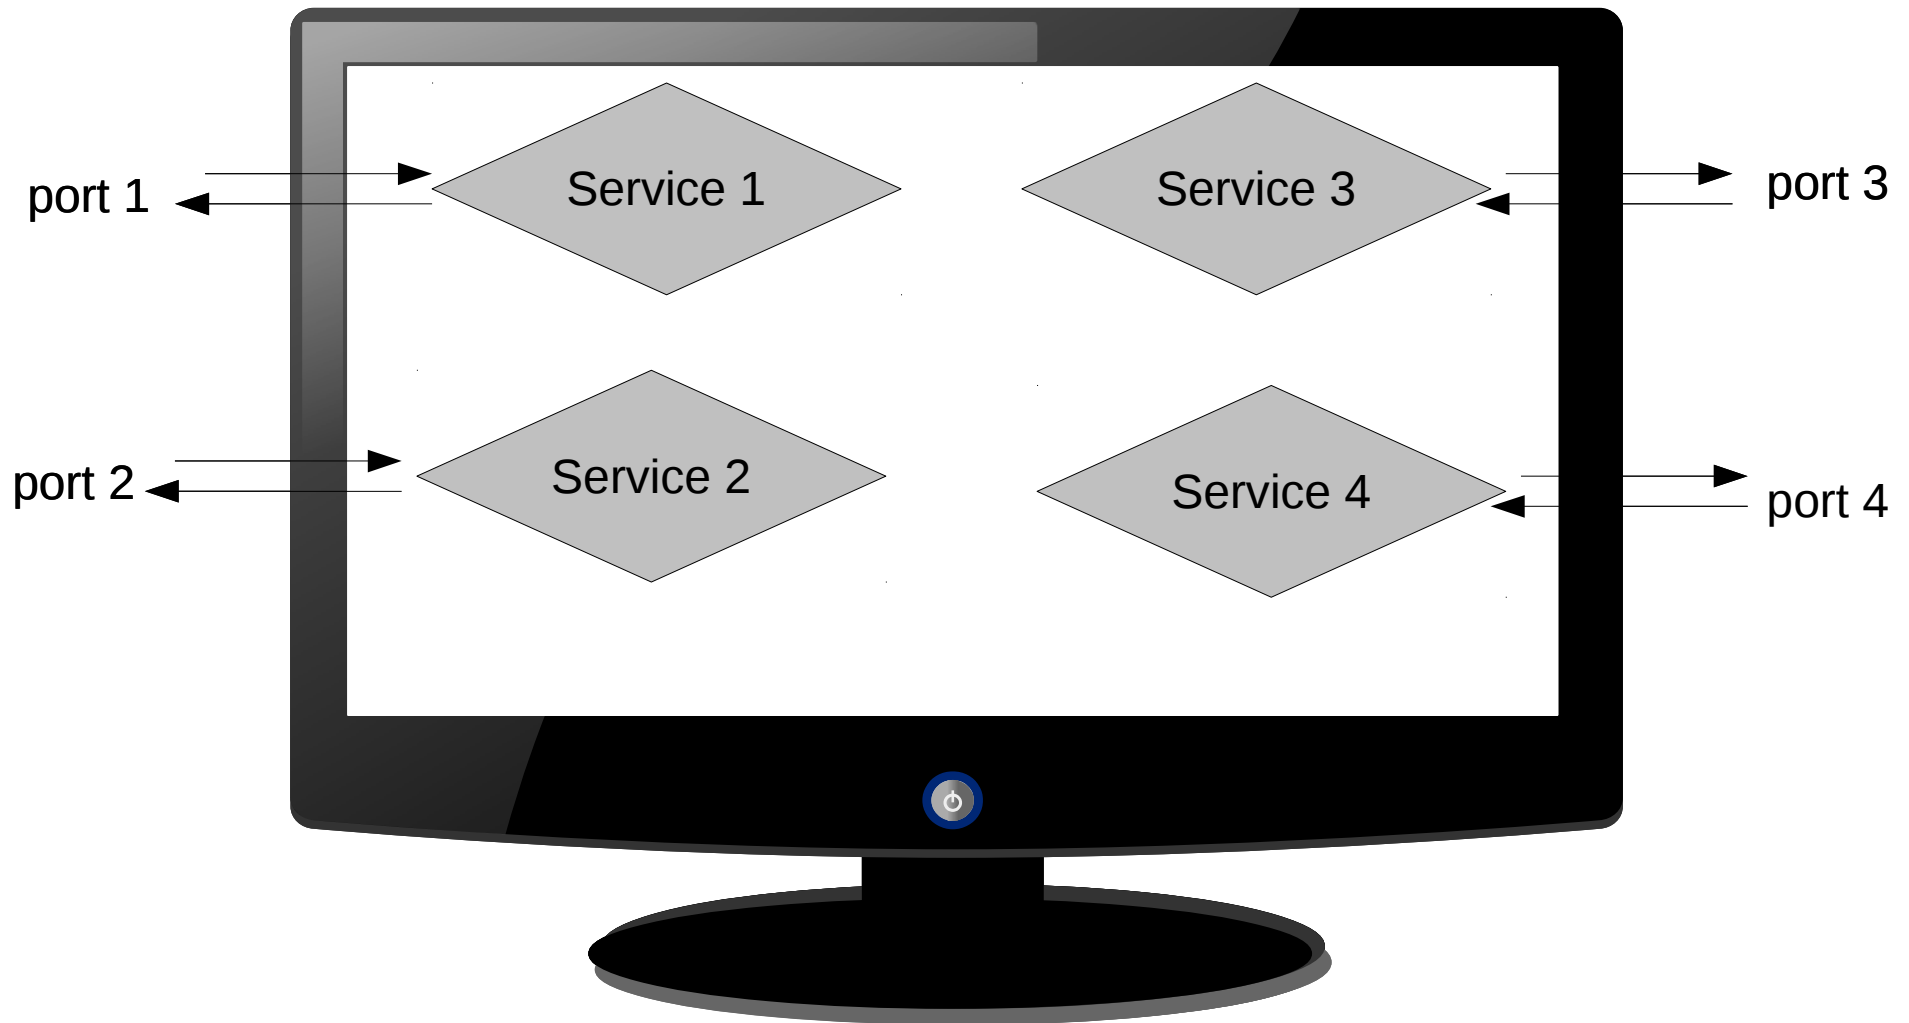 port 1
Service 1
Service 3
port 3
port 2
Service 2
Service 4
port 4